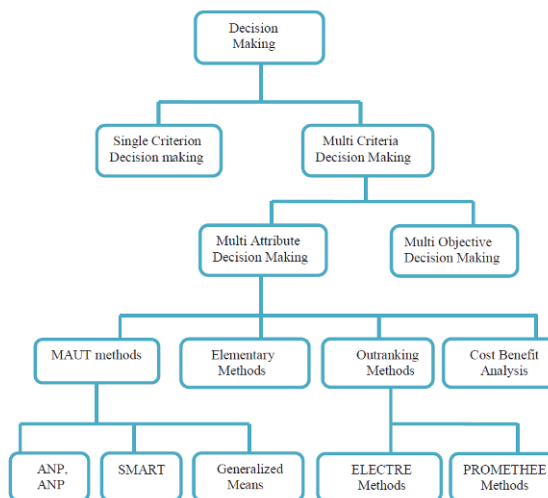 Decision
Making
Single Criterion
Decision making
Multi Criteria
Decision Making
Multi Attribute
Decision Making
Multi Objective
Decision Making
MAUT methods
Elementary
Methods
Outranking
Methods
Cost Benefit
Analysis
ANP,
ANP
SMART
Generalized
Means
ELECTRE
Methods
PROMETHEE
Methods